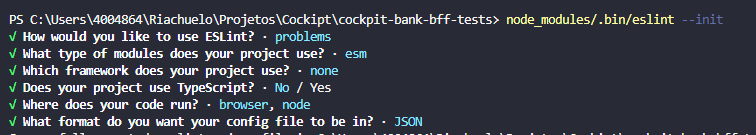 PS C:\Users\4004864\Riachuelo\Projetos\Cockipt\cockpit-bank-bff-tests> node_modules/.bin/eslint --init
√ How would you like to use ESLint? · problems
√ What type of modules does your project use? · esm
√ Which framework does your project use? · none
√ Does your project use TypeScript? · No / Yes
√ Where does your code run? · browser, node
√ What format do you want your config file to be in? · JSON